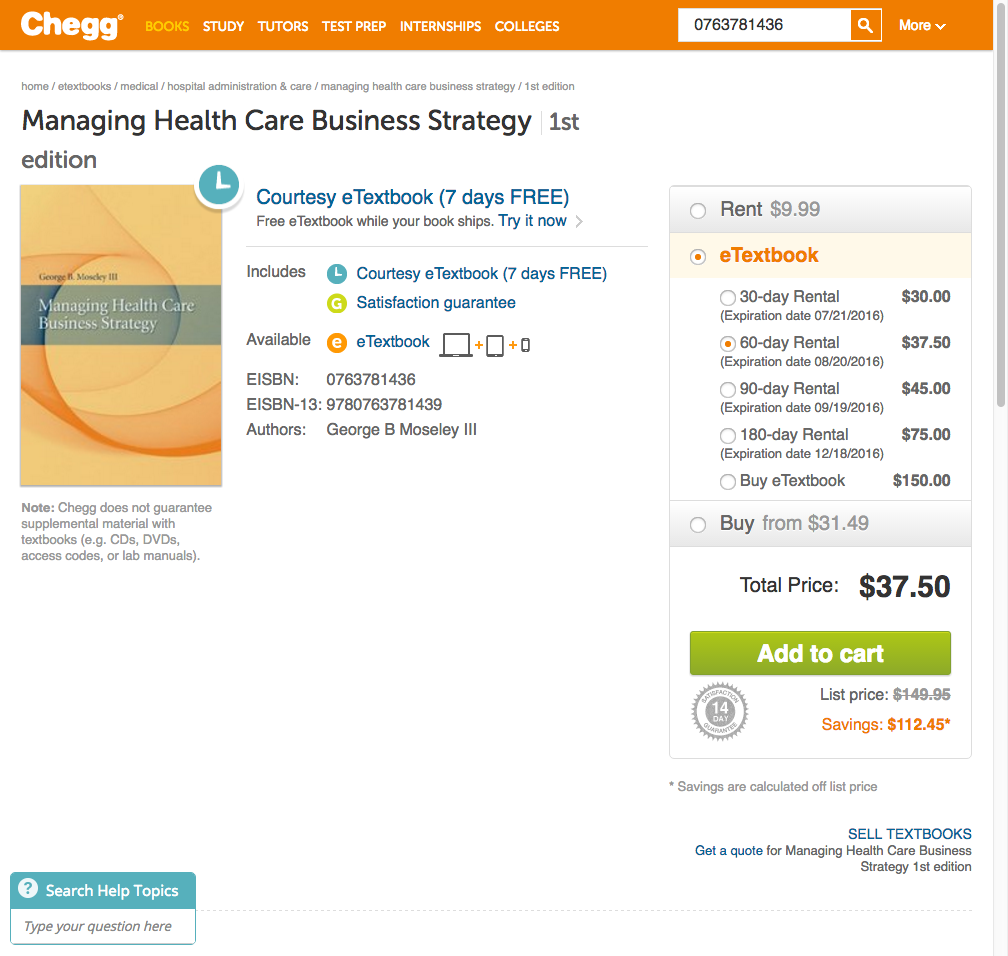 Chegg®
BOOKS STUDY TUTORS TEST PREP INTERNSHIPS COLLEGES
0763781436
More
home / etextbooks / medical / hospital administration & care / managing health care business strategy / 1st edition
Managing Health Care Business Strategy 1st
edition
George B. Moseley III
Managing Health Care
Business Strategy
Note: Chegg does not guarantee
supplemental material with
textbooks (e.g. CDs, DVDs,
access codes, or lab manuals).
Courtesy eTextbook (7 days FREE)
Free eTextbook while your book ships. Try it now
Includes Courtesy eTextbook (7 days FREE)
G Satisfaction guarantee
Available e eTextbook + +
EISBN: 0763781436
EISBN-13: 9780763781439
Authors: George B Moseley III
Rent $9.99
eTextbook
30-day Rental $30.00
(Expiration date 07/21/2016)
60-day Rental $37.50
(Expiration date 08/20/2016)
90-day Rental $45.00
(Expiration date 09/19/2016)
180-day Rental $75.00
(Expiration date 12/18/2016)
Buy eTextbook $150.00
Buy from $31.49
Total Price: $37.50
Add to cart
SATISFACTION
14
DAY
GUARANTEE
List price: $149.95
Savings: $112.45*
* Savings are calculated off list price
SELL TEXTBOOKS
Get a quote for Managing Health Care Business
Strategy 1st edition
? Search Help Topics
Type your question here